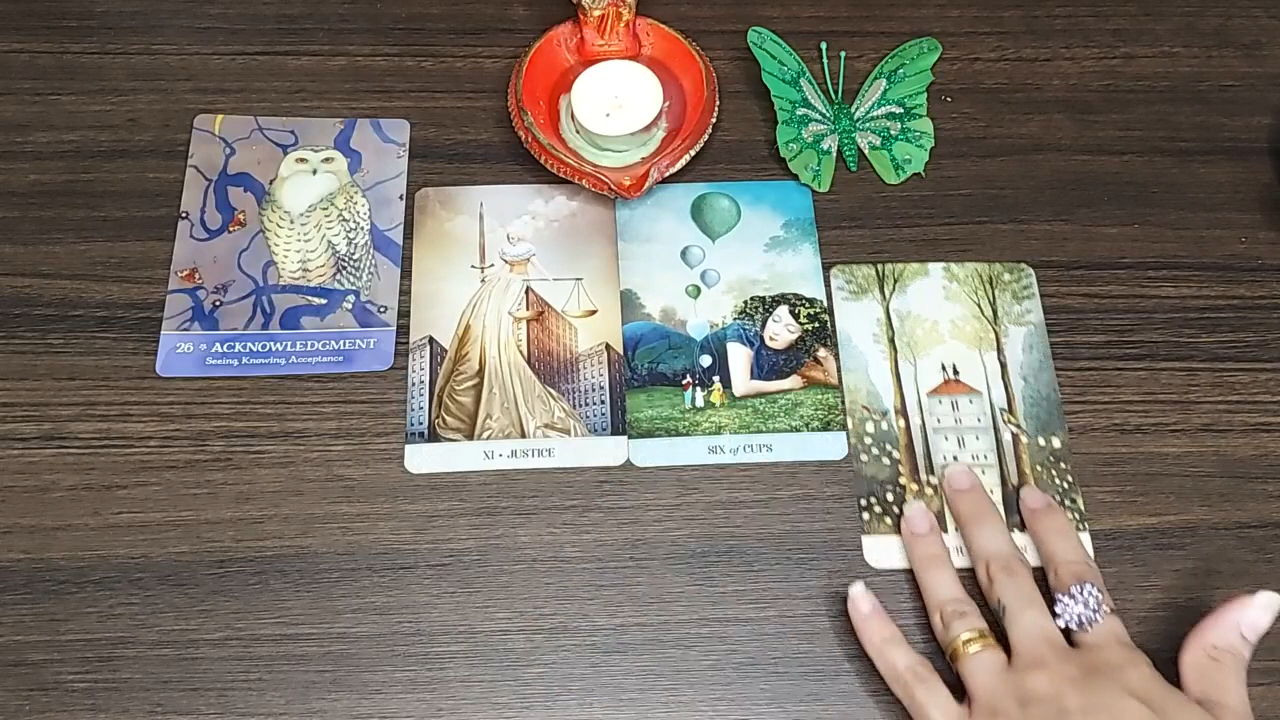 26 ✴ ACKNOWLEDGMENT
Seeing, Knowing, Acceptance
XI • JUSTICE
SIX of CUPS